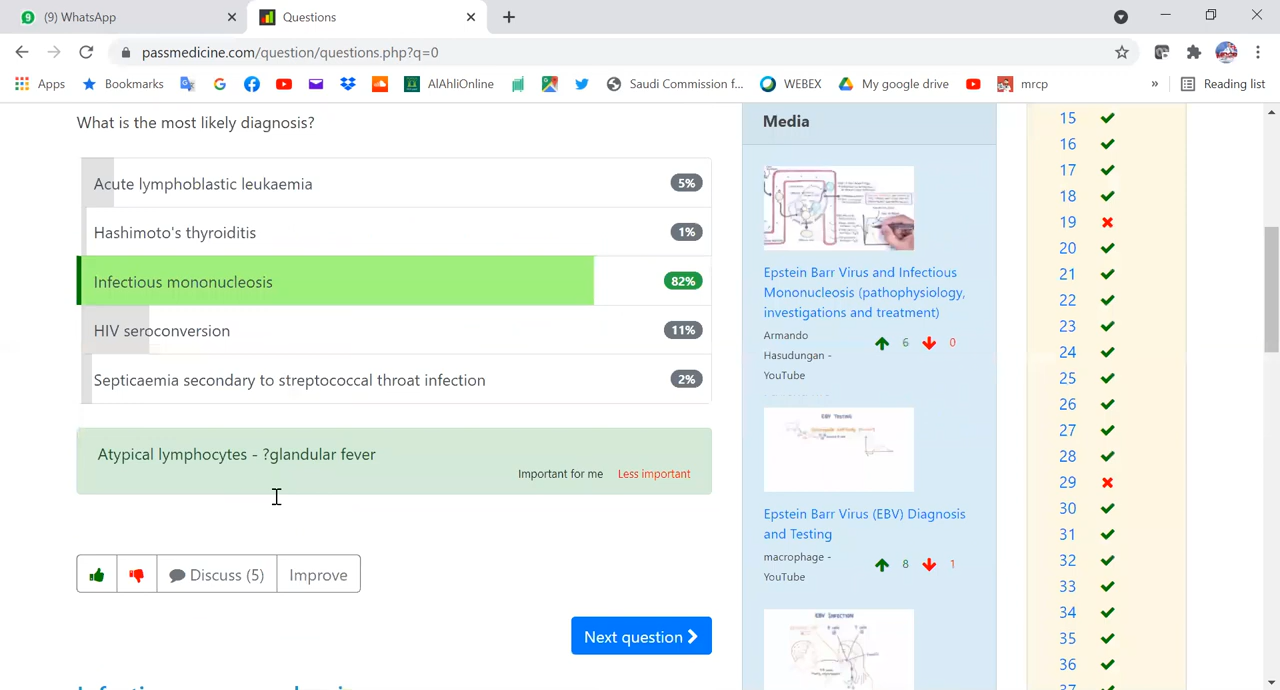 (9) WhatsApp
Questions
passmedicine.com/question/questions.php?q=0
Apps
Bookmarks
AlAhliOnline
Saudi Commission f...
WEBEX
My google drive
mrcp
»
Reading list
What is the most likely diagnosis?
Acute lymphoblastic leukaemia 5%
Hashimoto's thyroiditis 1%
Infectious mononucleosis 82%
HIV seroconversion 11%
Septicaemia secondary to streptococcal throat infection 2%
Atypical lymphocytes - ?glandular fever
Important for me Less important
Discuss (5) Improve
Next question
Media
Epstein Barr Virus and Infectious
Mononucleosis (pathophysiology,
investigations and treatment)
Armando
Hasudungan -
YouTube
6 0
EBV TESTING
Epstein Barr Virus (EBV) Diagnosis
and Testing
macrophage -
YouTube
8 1
EBV INFECTION
15
16
17
18
19
20
21
22
23
24
25
26
27
28
29
30
31
32
33
34
35
36